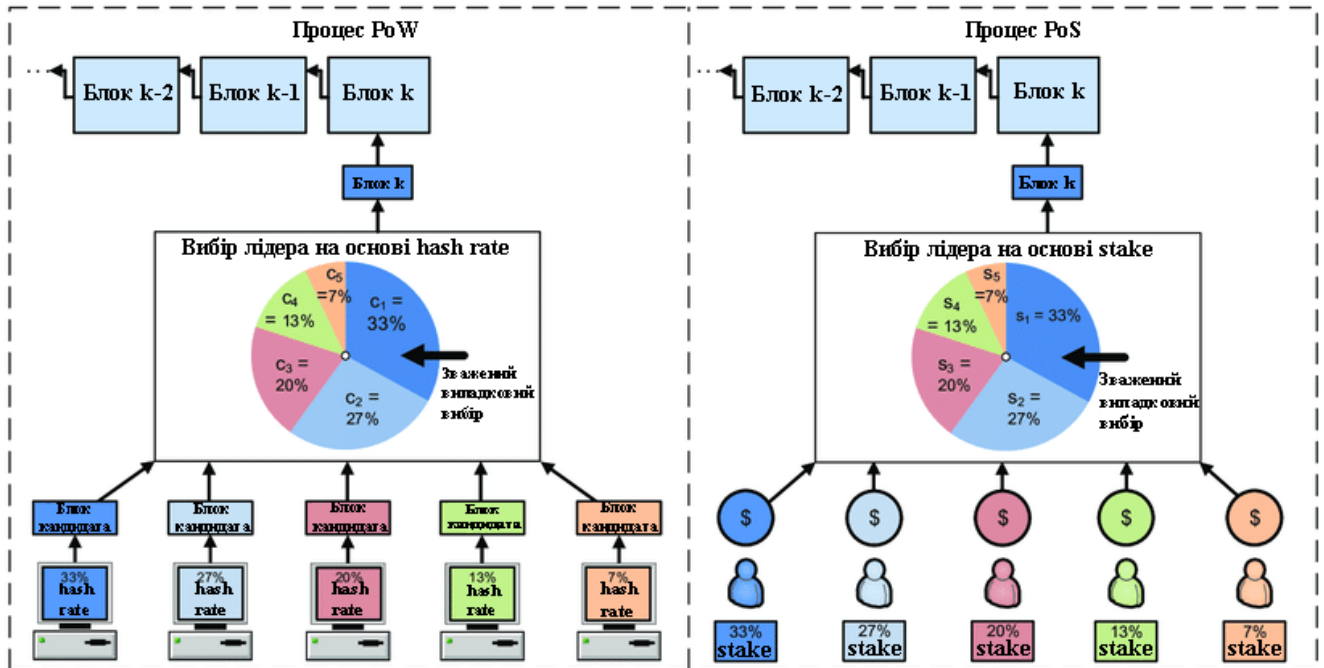 Процес PoW
...
Блок k-2
Блок k-1
Блок k
Блок k
Вибір лідера на основі hash rate
c₅
=7%
c₄
= 13%
c₁ =
33%
c₃ =
20%
c₂ =
27%
Зважений
випадковий
вибір
Блок
кандидата
Блок
кандидата
Блок
кандидата
Блок
кандидата
Блок
кандидата
33%
hash
rate
27%
hash
rate
20%
hash
rate
13%
hash
rate
7%
hash
rate
Процес PoS
...
Блок k-2
Блок k-1
Блок k
Блок k
Вибір лідера на основі stake
s₅
=7%
s₄
= 13%
s₁ = 33%
s₃ =
20%
s₂ =
27%
Зважений
випадковий
вибір
$
$
$
$
$
33%
stake
27%
stake
20%
stake
13%
stake
7%
stake